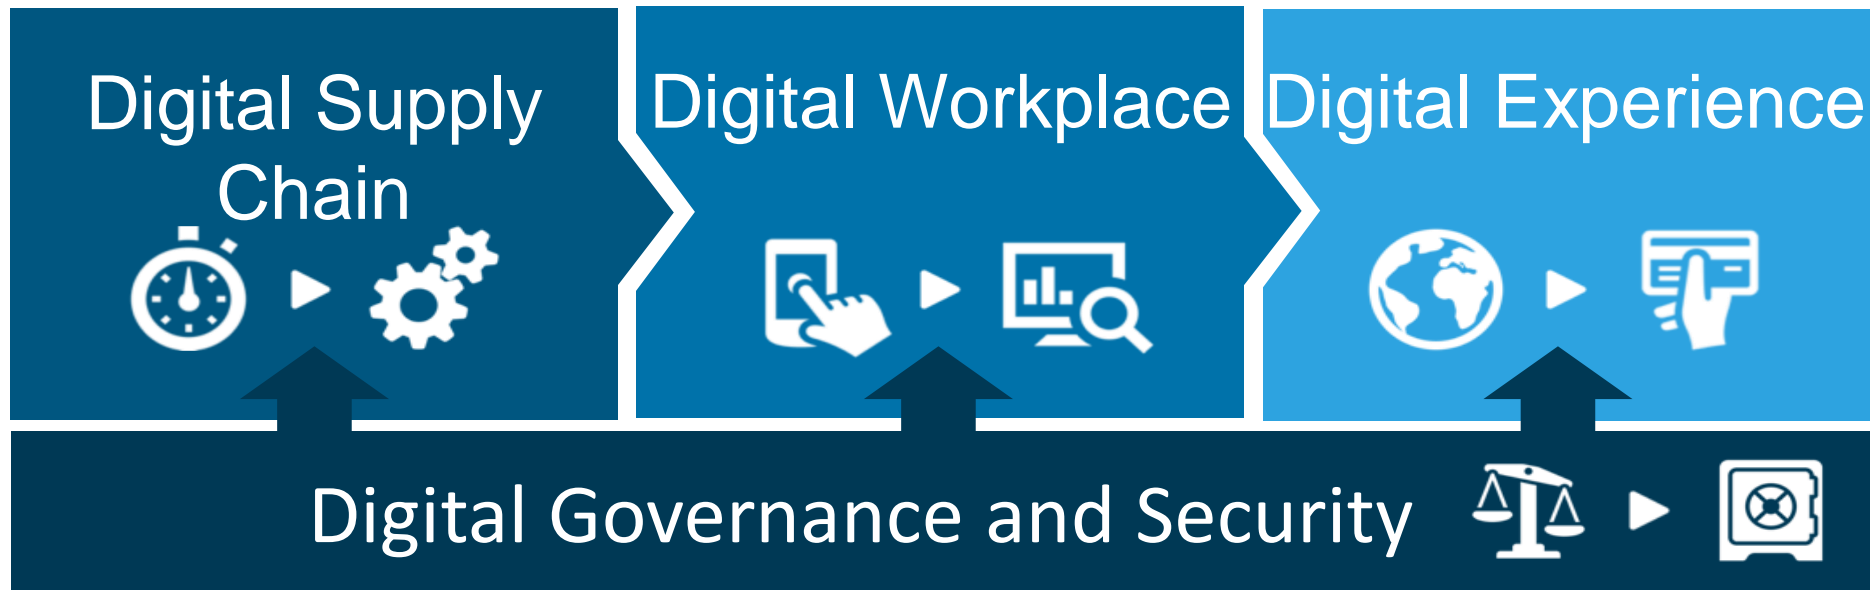 Digital Supply
Chain
Digital Workplace
Digital Experience
Digital Governance and Security